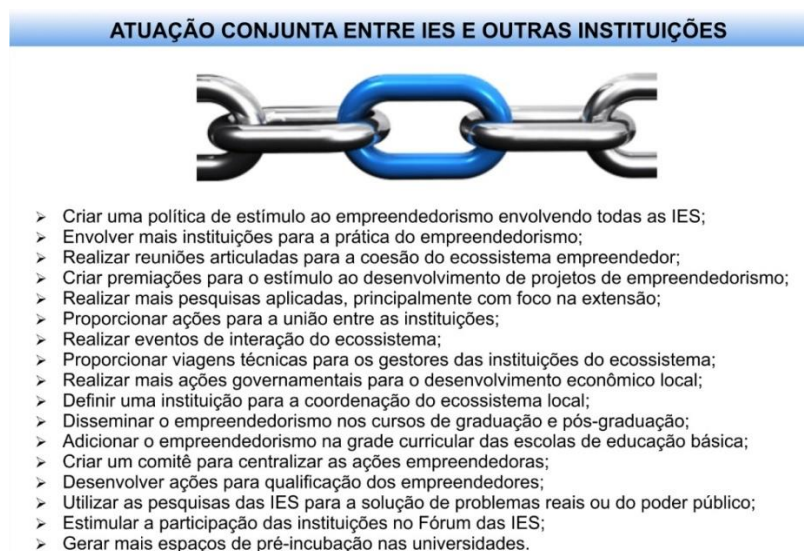 ATUAÇÃO CONJUNTA ENTRE IES E OUTRAS INSTITUIÇÕES
➢ Criar uma política de estímulo ao empreendedorismo envolvendo todas as IES;
➢ Envolver mais instituições para a prática do empreendedorismo;
➢ Realizar reuniões articuladas para a coesão do ecossistema empreendedor;
➢ Criar premiações para o estímulo ao desenvolvimento de projetos de empreendedorismo;
➢ Realizar mais pesquisas aplicadas, principalmente com foco na extensão;
➢ Proporcionar ações para a união entre as instituições;
➢ Realizar eventos de interação do ecossistema;
➢ Proporcionar viagens técnicas para os gestores das instituições do ecossistema;
➢ Realizar mais ações governamentais para o desenvolvimento econômico local;
➢ Definir uma instituição para a coordenação do ecossistema local;
➢ Disseminar o empreendedorismo nos cursos de graduação e pós-graduação;
➢ Adicionar o empreendedorismo na grade curricular das escolas de educação básica;
➢ Criar um comitê para centralizar as ações empreendedoras;
➢ Desenvolver ações para qualificação dos empreendedores;
➢ Utilizar as pesquisas das IES para a solução de problemas reais ou do poder público;
➢ Estimular a participação das instituições no Fórum das IES;
➢ Gerar mais espaços de pré-incubação nas universidades.